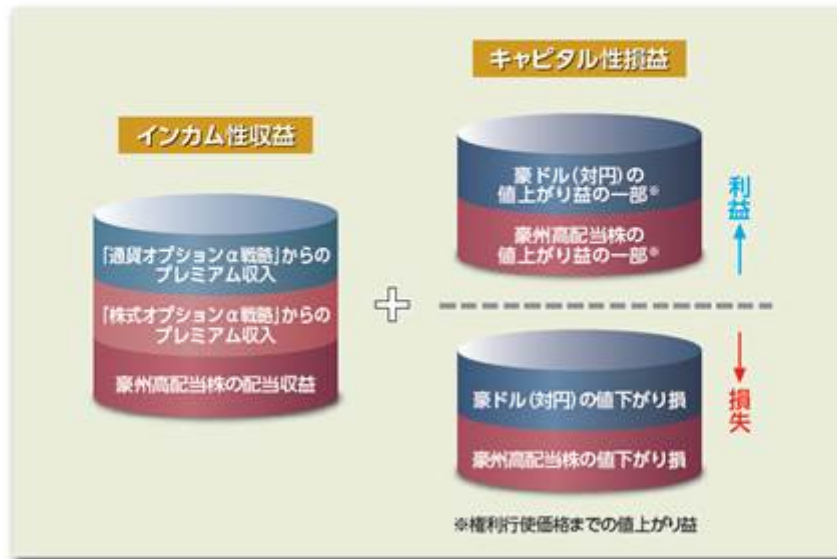 インカム性収益
「通貨オプションα戦略」からの
プレミアム収入
「株式オプションα戦略」からの
プレミアム収入
豪州高配当株の配当収益
+
キャピタル性損益
豪ドル(対円)の
値上がり益の一部※
豪州高配当株の
値上がり益の一部※
利益
豪ドル(対円)の値下がり損
豪州高配当株の値下がり損
損失
※権利行使価格までの値上がり益